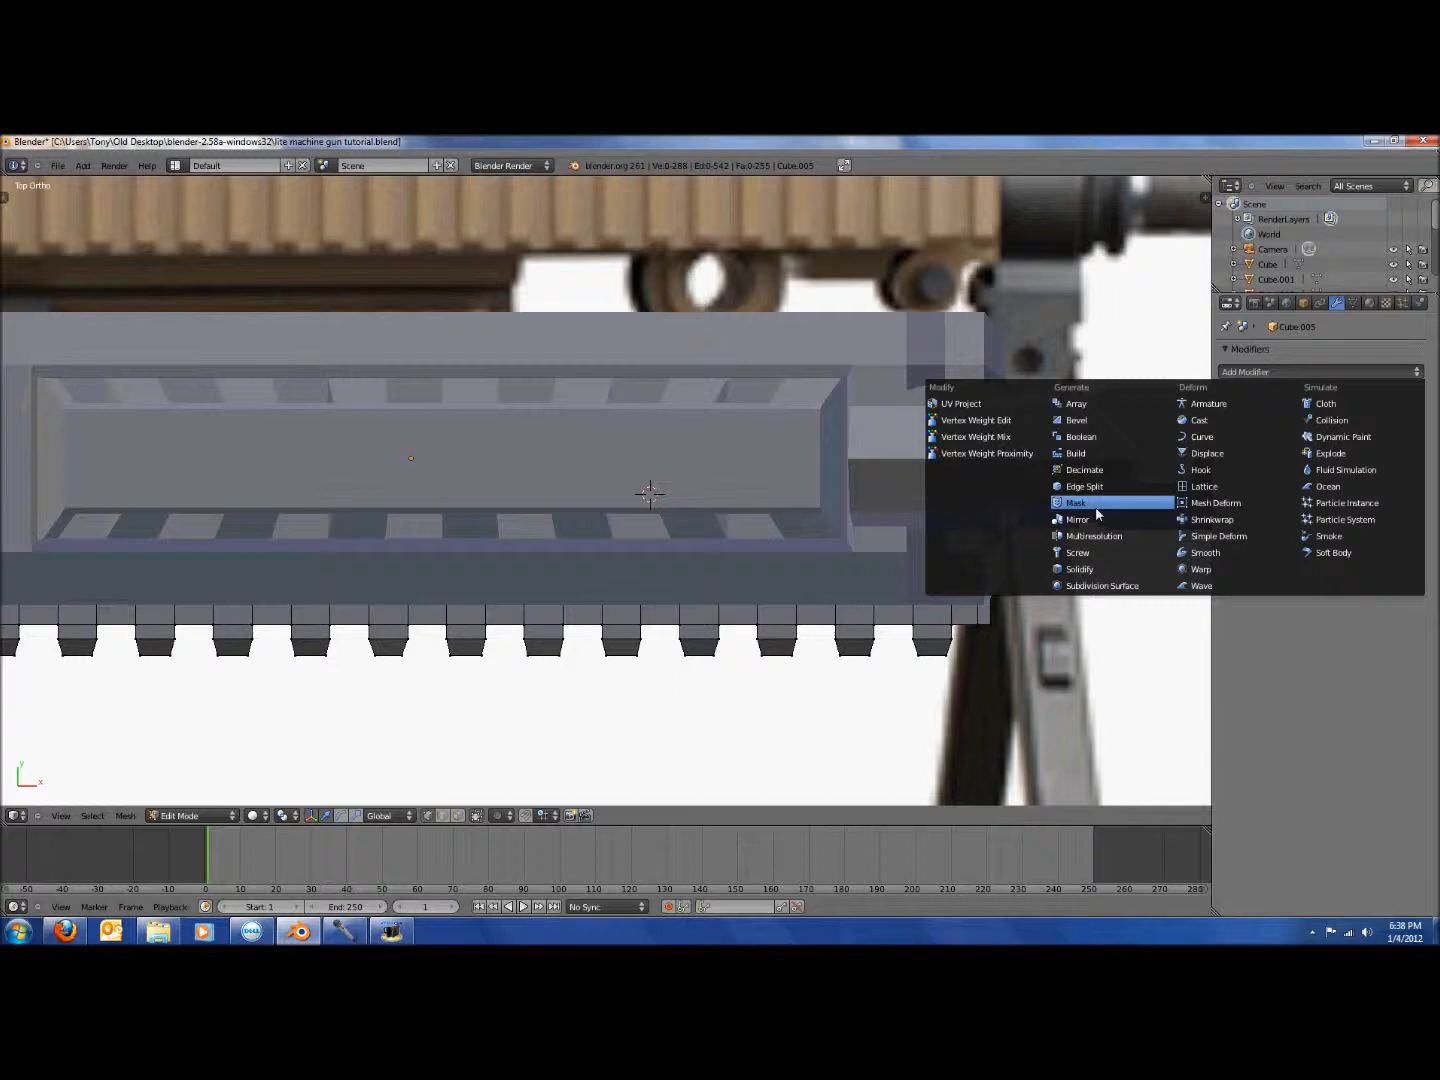 Blender* [C:\Users\Tony\Old Desktop\blender-2.58a-windows32\lite machine gun tutorial.blend]
File Add Render Help Default Scene Blender Render blender.org 261 | Ve:0-288 | Ed:0-542 | Fa:0-255 | Cube.005
Top Ortho
View Search All Scenes
Scene
RenderLayers
World
Camera
Cube
Cube.001
Cube.005
Modifiers
Add Modifier
Modify Generate Deform Simulate
UV Project Array Armature Cloth
Vertex Weight Edit Bevel Cast Collision
Vertex Weight Mix Boolean Curve Dynamic Paint
Vertex Weight Proximity Build Displace Explode
Decimate Hook Fluid Simulation
Edge Split Lattice Ocean
Mask Mesh Deform Particle Instance
Mirror Shrinkwrap Particle System
Multiresolution Simple Deform Smoke
Screw Smooth Soft Body
Solidify Warp
Subdivision Surface Wave
y
x
View Select Mesh Edit Mode Global
-50 -40 -30 -20 -10 0 10 20 30 40 50 60 70 80 90 100 110 120 130 140 150 160 170 180 190 200 210 220 230 240 250 260 270 280
View Marker Frame Playback Start: 1 End: 250 1 No Sync
DELL
6:38 PM
1/4/2012